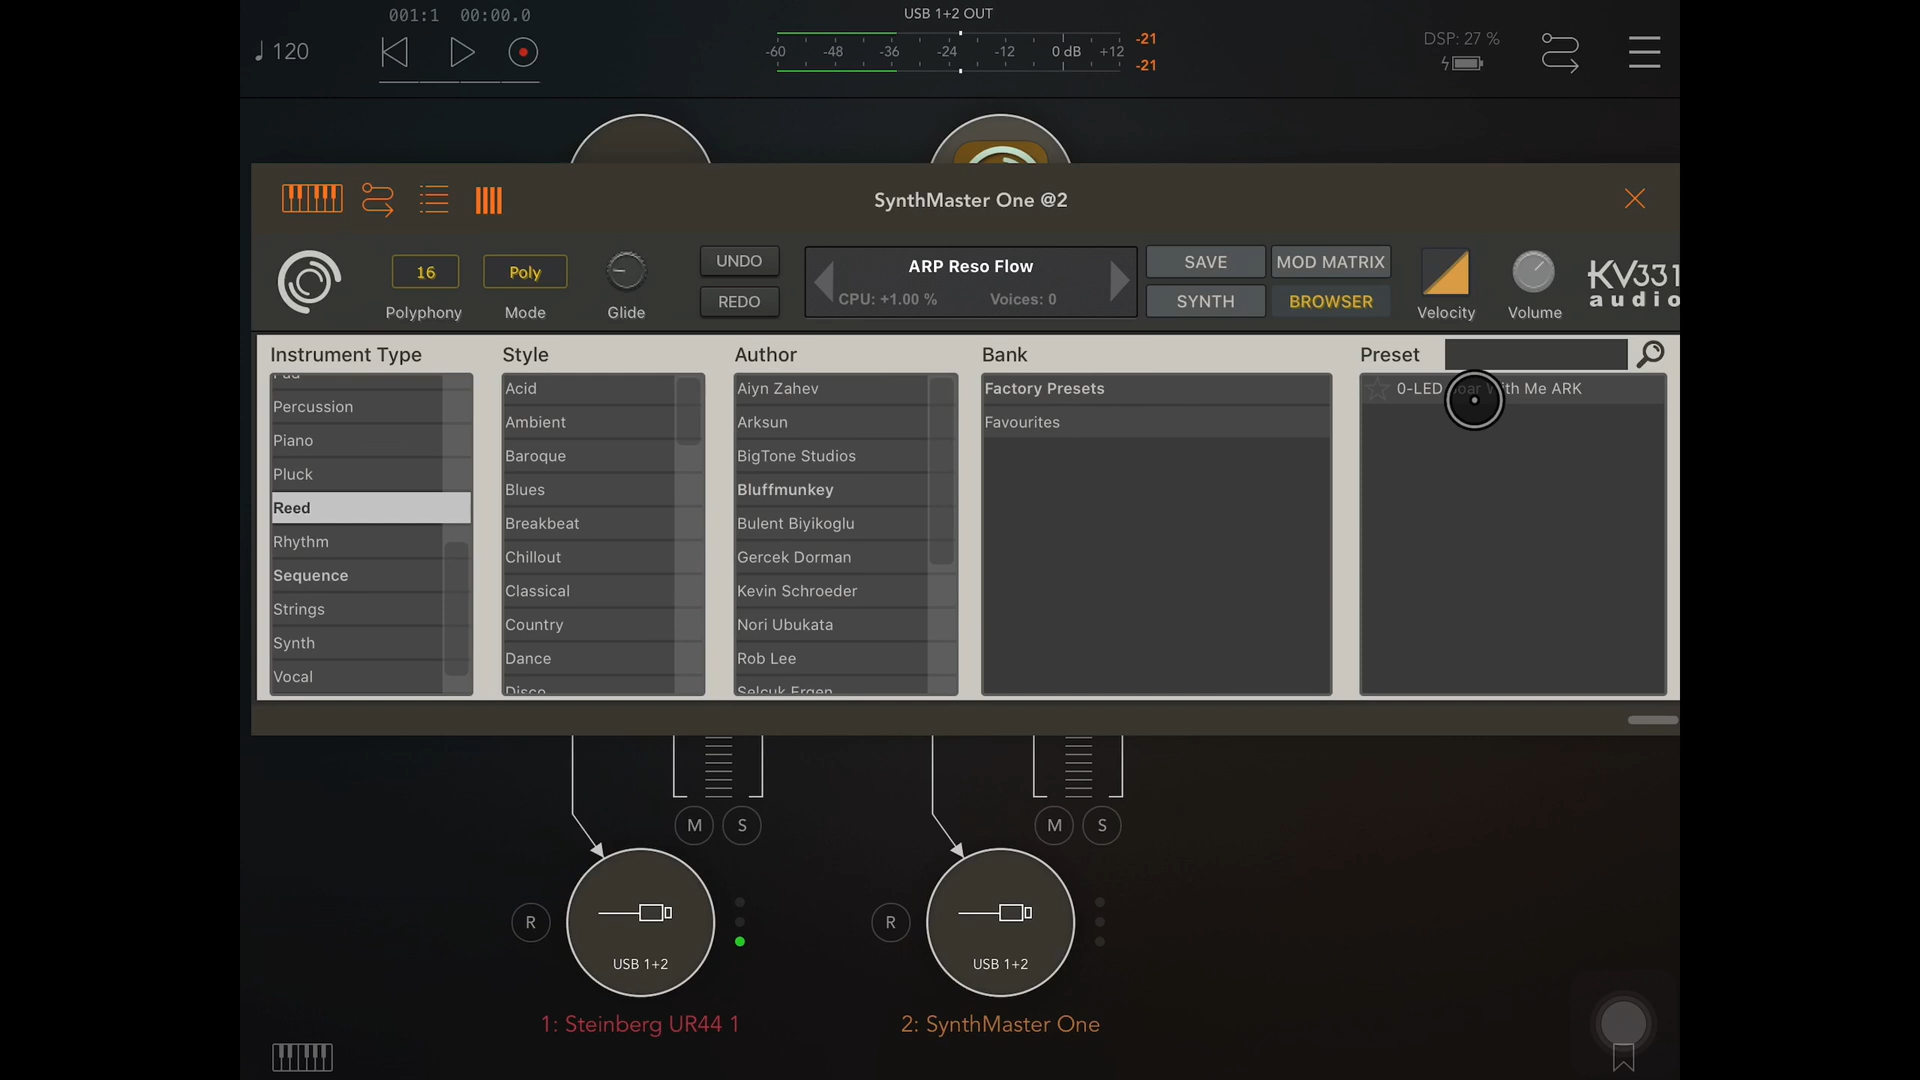 001:1 00:00.0
USB 1+2 OUT
120
-60 -48 -36 -24 -12 0 dB +12
-21
-21
DSP: 27 %
SynthMaster One @2
16
Polyphony
Poly
Mode
Glide
UNDO
REDO
ARP Reso Flow
CPU: +1.00 % Voices: 0
SAVE
MOD MATRIX
SYNTH
BROWSER
Velocity
Volume
KV331
audio
Instrument Type
Percussion
Piano
Pluck
Reed
Rhythm
Sequence
Strings
Synth
Vocal
Style
Acid
Ambient
Baroque
Blues
Breakbeat
Chillout
Classical
Country
Dance
Disco
Author
Aiyn Zahev
Arksun
BigTone Studios
Bluffmunkey
Bulent Biyikoglu
Gercek Dorman
Kevin Schroeder
Nori Ubukata
Rob Lee
Selcuk Ergen
Bank
Factory Presets
Favourites
Preset
0-LED Soar With Me ARK
M S
M S
R
USB 1+2
R
USB 1+2
1: Steinberg UR44 1
2: SynthMaster One